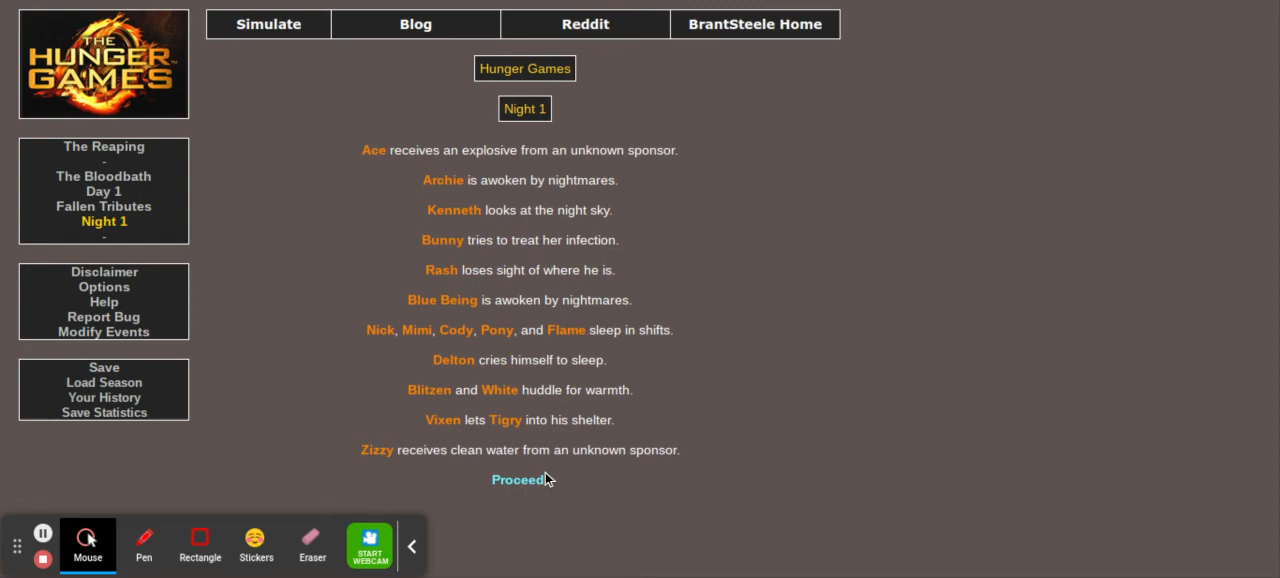 THE
HUNGER
GAMES
Simulate
Blog
Reddit
BrantSteele Home
Hunger Games
Night 1
The Reaping
-
The Bloodbath
Day 1
Fallen Tributes
Night 1
-
Disclaimer
Options
Help
Report Bug
Modify Events
Save
Load Season
Your History
Save Statistics
Ace receives an explosive from an unknown sponsor.
Archie is awoken by nightmares.
Kenneth looks at the night sky.
Bunny tries to treat her infection.
Rash loses sight of where he is.
Blue Being is awoken by nightmares.
Nick, Mimi, Cody, Pony, and Flame sleep in shifts.
Delton cries himself to sleep.
Blitzen and White huddle for warmth.
Vixen lets Tigry into his shelter.
Zizzy receives clean water from an unknown sponsor.
Proceed
Mouse
Pen
Rectangle
Stickers
Eraser
START
WEBCAM